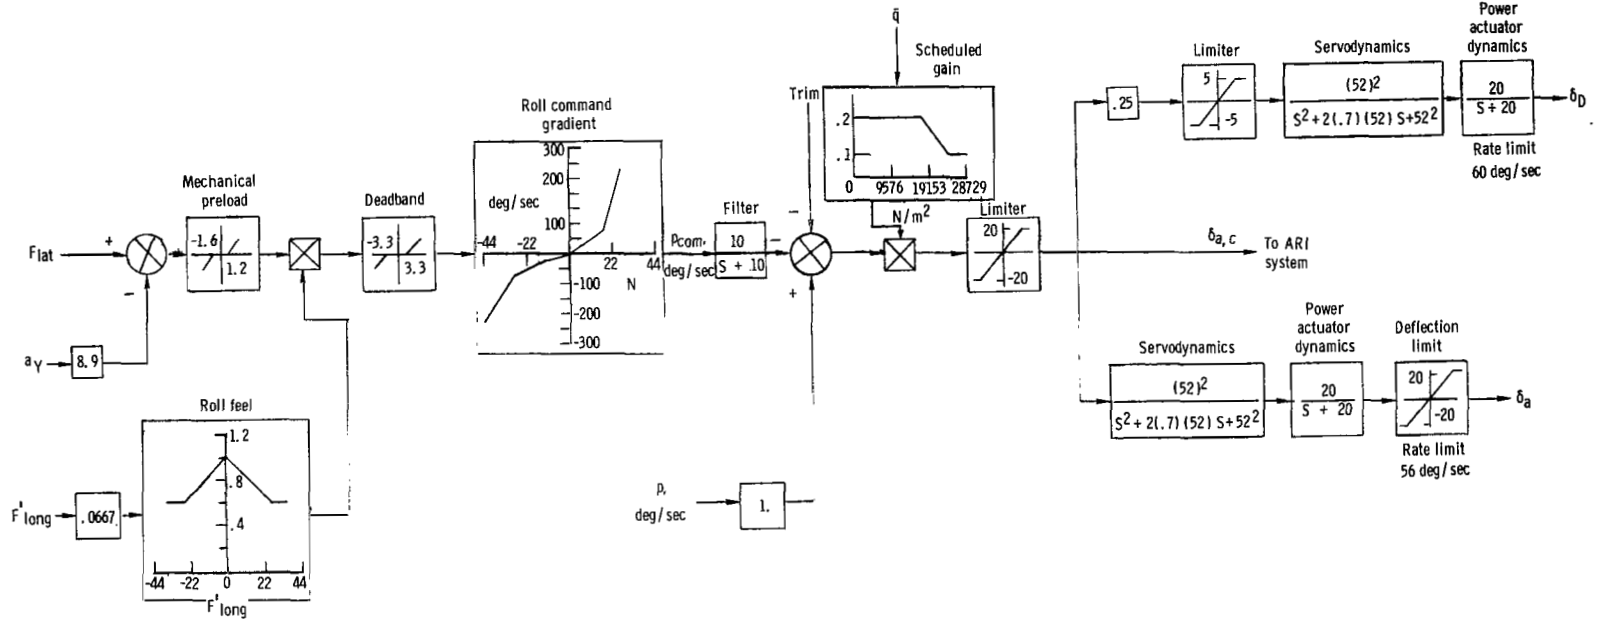 q̄
Scheduled
gain
Power
actuator
dynamics
Limiter
Servodynamics
5
-5
(52)²
S²+2(.7) (52) S+52²
20
S + 20
δD
Rate limit
60 deg/sec
.25
Trim
.2
.1
0 9576 19153 28729
N/m²
Roll command
gradient
300
200
100
deg/sec
-44 -22 22 44
N
-100
-200
-300
Mechanical
preload
-1.6
1.2
Deadband
-3.3
3.3
Flat
+
+
−
aY
8.9
Pcom,
deg/sec
Filter
10
S + .10
−
−
+
Limiter
20
-20
δa,c
To ARI
system
Servodynamics
(52)²
S²+2(.7) (52) S+52²
Power
actuator
dynamics
20
S + 20
Deflection
limit
20
-20
δa
Rate limit
56 deg/sec
Roll feel
1.2
.8
.4
-44 -22 0 22 44
F'long
F'long
.0667
p,
deg/sec
1.